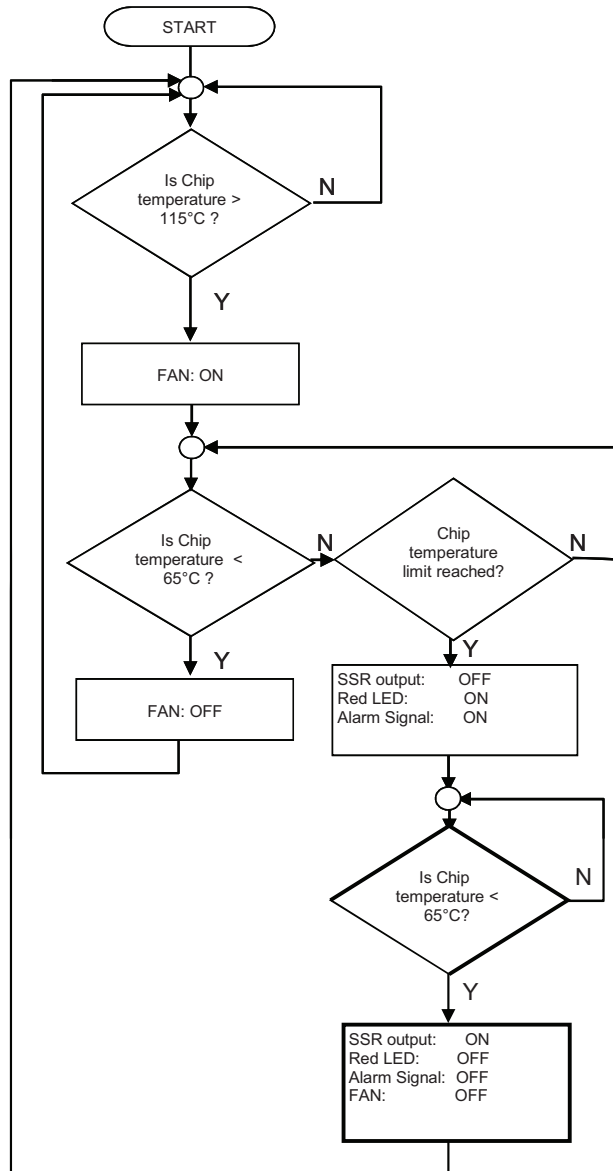 START
Is Chip
temperature >
115°C ?
N
Y
FAN: ON
Is Chip
temperature <
65°C ?
N
Chip
temperature
limit reached?
N
Y
Y
FAN: OFF
SSR output: OFF
Red LED: ON
Alarm Signal: ON
Is Chip
temperature <
65°C?
N
Y
SSR output: ON
Red LED: OFF
Alarm Signal: OFF
FAN: OFF